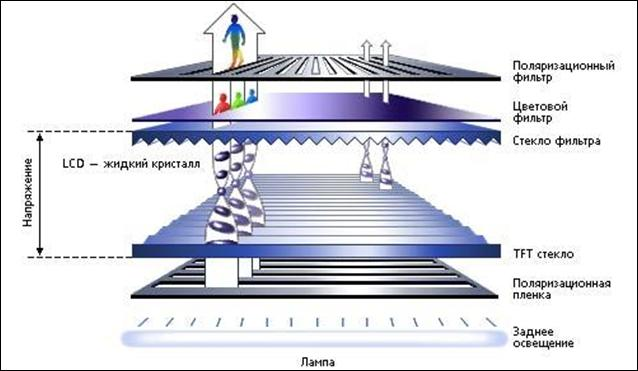 Поляризационный
фильтр
Цветовой
фильтр
Стекло фильтра
LCD — жидкий кристалл
Напряжение
TFT стекло
Поляризационная
пленка
Заднее
освещение
Лампа